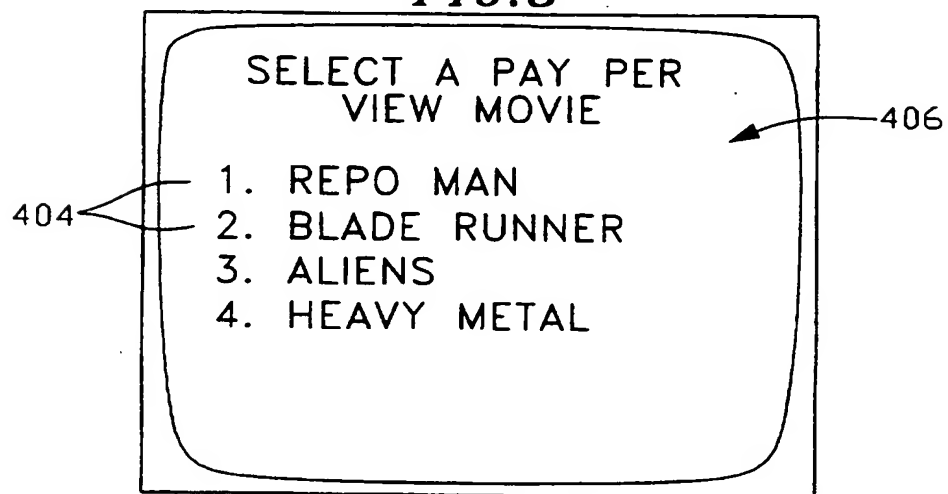 SELECT A PAY PER
VIEW MOVIE
406
1. REPO MAN
404
2. BLADE RUNNER
3. ALIENS
4. HEAVY METAL